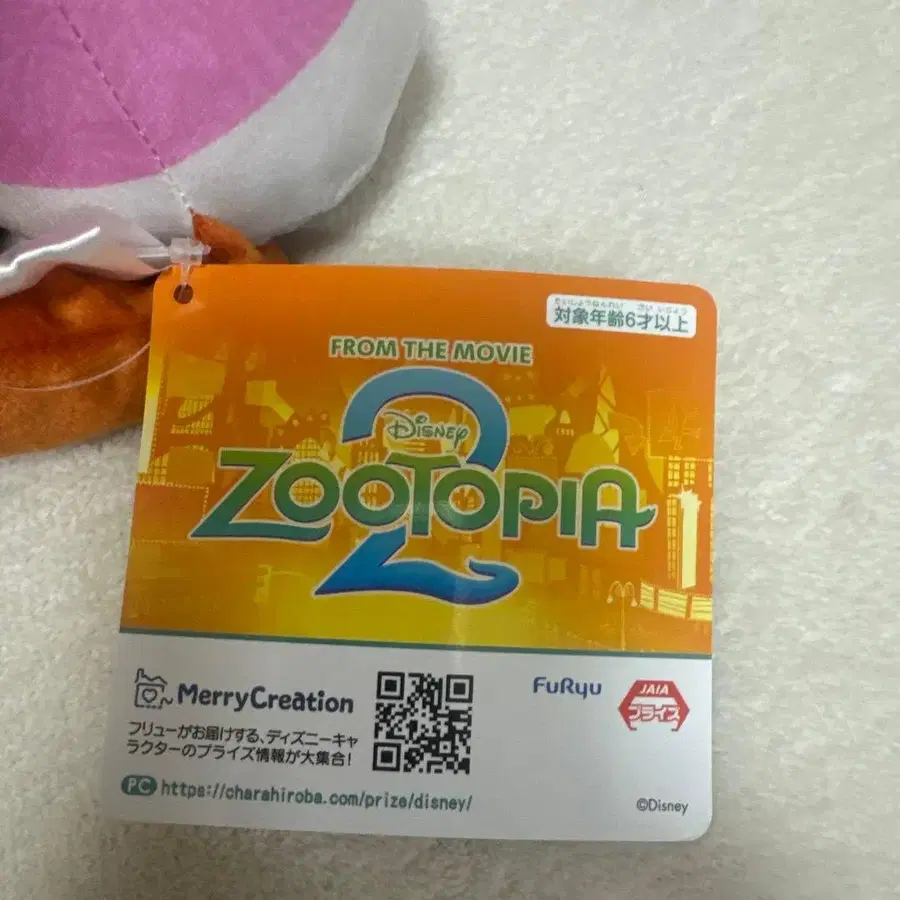 たいしょうねんれい さい いじょう
対象年齢6才以上
FROM THE MOVIE
2
DISNEY
ZOOTOPIA
MerryCreation
フリューがお届けする、ディズニーキャ
ラクターのプライズ情報が大集合!
PC https://charahiroba.com/prize/disney/
FuRyu
JAIA
プライズ
©Disney